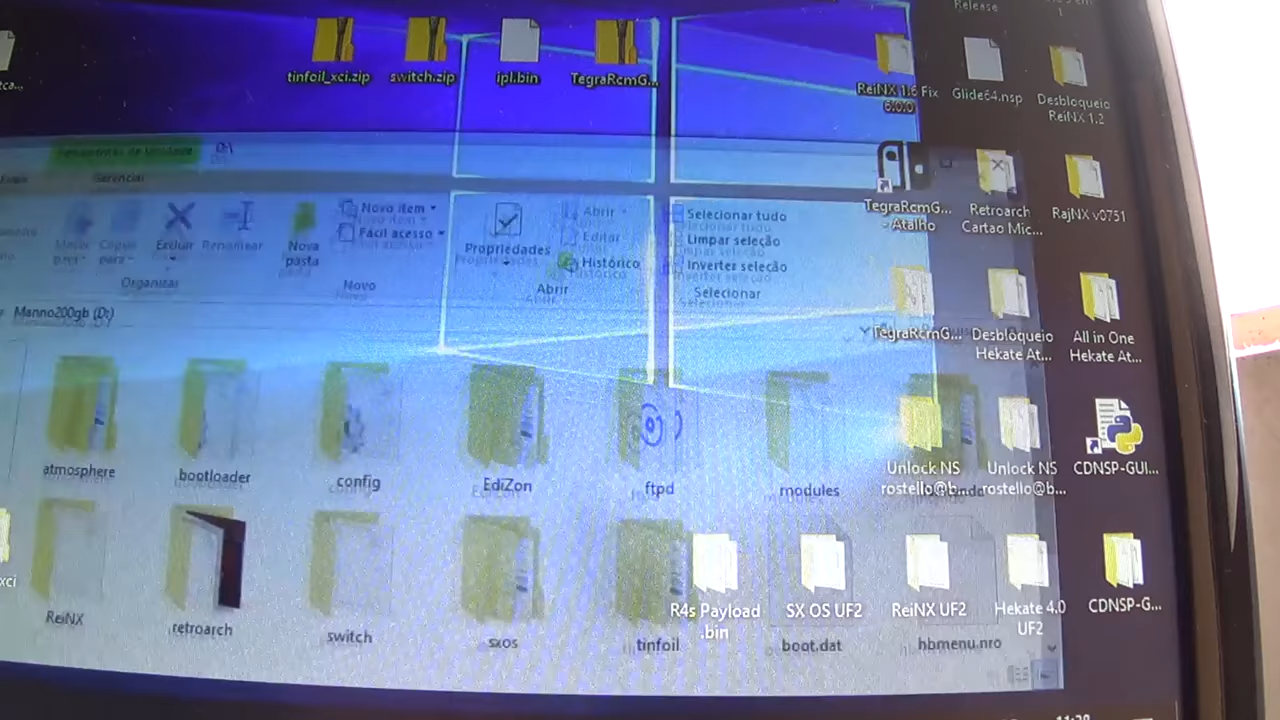 Release
tinfoil_xci.zip
switch.zip
ipl.bin
TegraRcmG...
ReiNX 1.6 Fix
6.0.0
Glide64.nsp
Desbloqueio
ReiNX 1.2
D:\
Gerenciar
TegraRcmG...
- Atalho
Retroarch
Cartao Mic...
RajNX v0751
Mover
para
Copiar
para
Excluir
Renomear
Nova
pasta
Organizar
Novo item
Fácil acesso
Novo
Propriedades
Abrir
Editar
Histórico
Abrir
Selecionar tudo
Limpar seleção
Inverter seleção
Selecionar
Manno200gb (D:)
TegraRcmG...
Desbloqueio
Hekate At...
All in One
Hekate At...
atmosphere
bootloader
config
EdiZon
ftpd
modules
Unlock NS
rostello@b...
Unlock NS
rostello@b...
CDNSP-GUI...
xci
ReiNX
retroarch
switch
sxos
tinfoil
R4s Payload
.bin
SX OS UF2
boot.dat
ReiNX UF2
hbmenu.nro
Hekate 4.0
UF2
CDNSP-G...